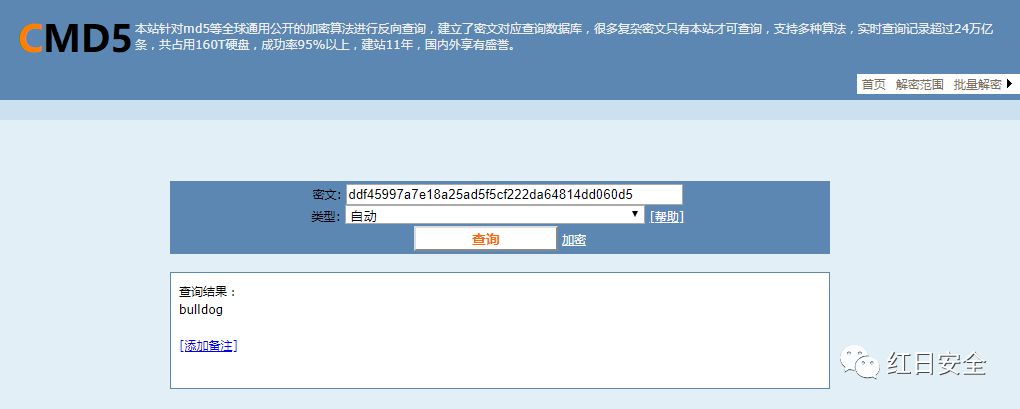 CMD5
本站针对md5等全球通用公开的加密算法进行反向查询，建立了密文对应查询数据库，很多复杂密文只有本站才可查询，支持多种算法，实时查询记录超过24万亿
条，共占用160T硬盘，成功率95%以上，建站11年，国内外享有盛誉。
首页 解密范围 批量解密
密文: ddf45997a7e18a25ad5f5cf222da64814dd060d5
类型: 自动 [帮助]
查询 加密
查询结果：
bulldog
[添加备注]
红日安全